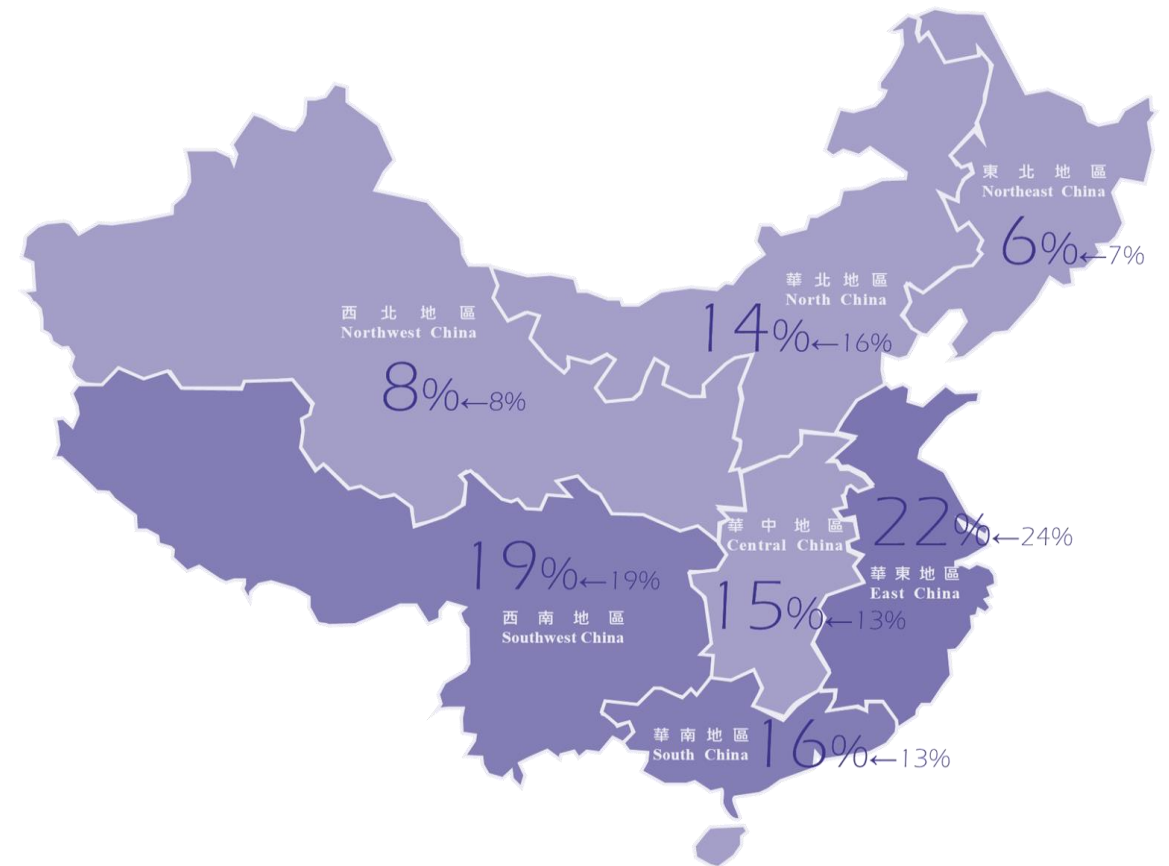 東北地區
Northeast China
6%←7%
華北地區
North China
14%←16%
西北地區
Northwest China
8%←8%
22%←24%
華東地區
East China
華中地區
Central China
15%←13%
19%←19%
西南地區
Southwest China
華南地區
South China
16%←13%